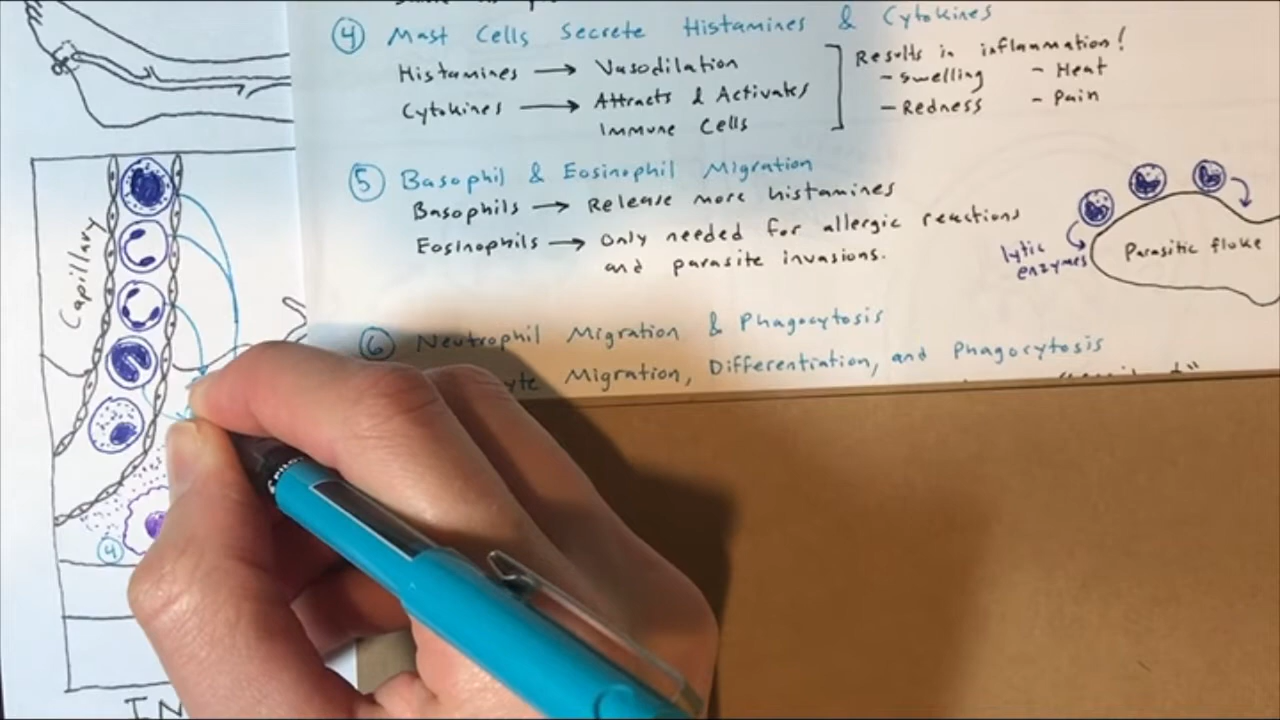 ④ Mast Cells Secrete Histamines & Cytokines
Histamines → Vasodilation
Cytokines → Attracts & Activates
Immune Cells
Results in inflammation!
- Swelling - Heat
- Redness - Pain
⑤ Basophil & Eosinophil Migration
Basophils → Release more histamines
Eosinophils → only needed for allergic reactions
and parasite invasions.
lytic
enzymes
Parasitic fluke
⑥ Neutrophil Migration & Phagocytosis
Migration, Differentiation, and Phagocytosis
Capillary
④